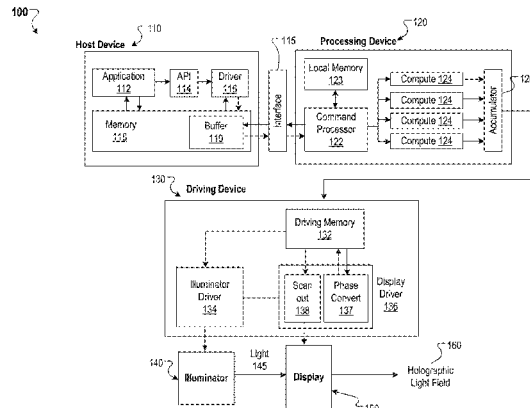 100
Host Device
110
Application
112
API
114
Driver
116
Memory
118
Buffer
119
115
Interface
Processing Device
120
Local Memory
123
Command
Processor
122
Compute 124
Compute 124
Compute 124
Compute 124
Accumulator
130
Driving Device
Driving Memory
132
Illuminator
Driver
134
Scan
out
138
Phase
Convert
137
Display
Driver
136
140
Illuminator
Light
145
Display
150
160
Holographic
Light Field